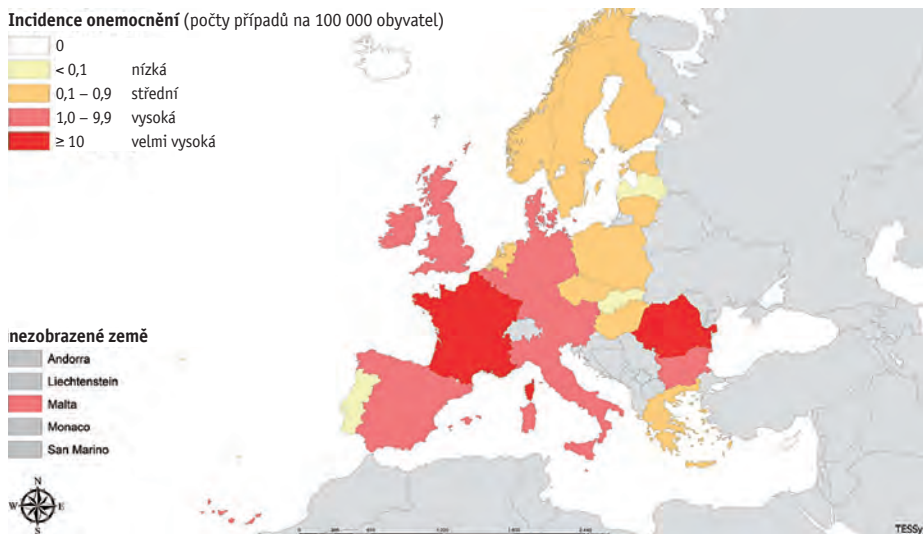 Incidence onemocnění (počty případů na 100 000 obyvatel)
0
< 0,1 nízká
0,1 – 0,9 střední
1,0 – 9,9 vysoká
≥ 10 velmi vysoká
nezobrazené země
Andorra
Liechtenstein
Malta
Monaco
San Marino
N
W E
S
0
TESSy